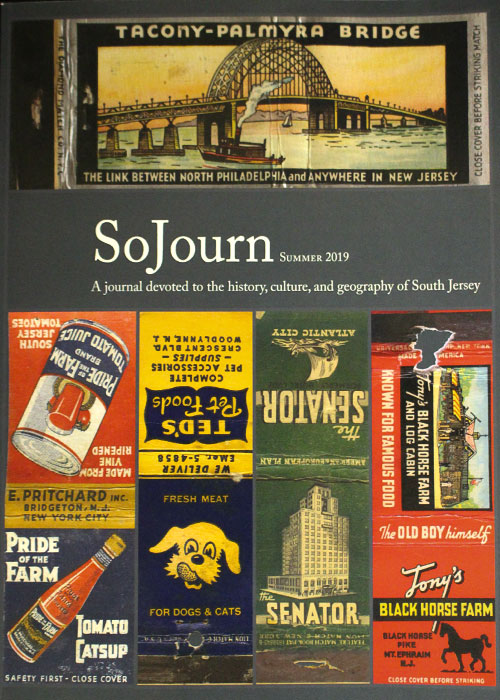 TACONY-PALMYRA BRIDGE
CLOSE COVER BEFORE STRIKING MATCH
THE LINK BETWEEN NORTH PHILADELPHIA and ANYWHERE IN NEW JERSEY
SoJourn SUMMER 2019
A journal devoted to the history, culture, and geography of South Jersey
MADE FROM
VINE
RIPENED
PRIDE OF THE FARM
BRAND
TOMATO JUICE
SOUTH
JERSEY
TOMATOES
E. PRITCHARD INC.
BRIDGETON, N.J.
NEW YORK CITY
PRIDE
OF THE
FARM
TOMATO
CATSUP
SAFETY FIRST - CLOSE COVER
WE DELIVER
EMer. 5-4858
TED'S
Pet Foods
COMPLETE
PET ACCESSORIES
- SUPPLIES -
CRESCENT BLVD.
WOODLYNNE, N.J.
FRESH MEAT
FOR DOGS & CATS
AMERICAN & EUROPEAN PLAN
The SENATOR,
ATLANTIC CITY
the
SENATOR
MADE IN AMERICA
Tony's BLACK HORSE FARM
AND LOG CABIN
KNOWN FOR FAMOUS FOOD
The OLD BOY himself
Tony's
BLACK HORSE FARM
BLACK HORSE
PIKE
MT. EPHRAIM
N.J.
CLOSE COVER BEFORE STRIKING